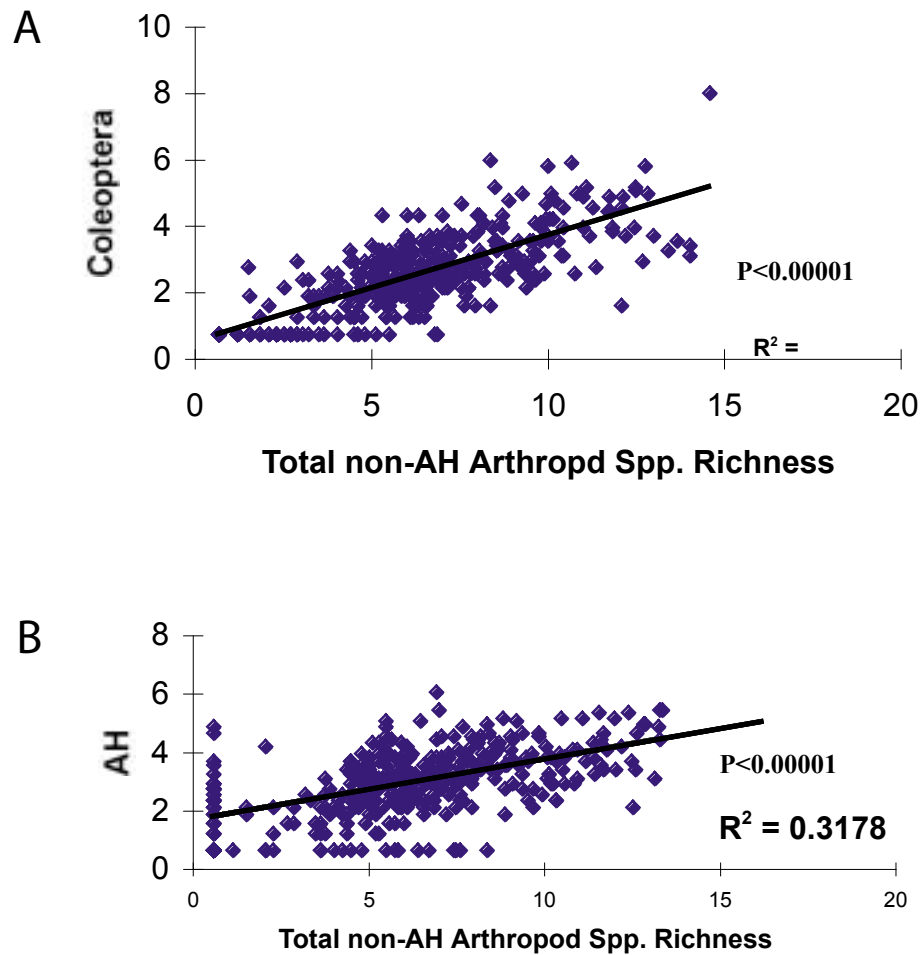 A
10
8
6
4
2
0
Coleoptera
P<0.00001
R² =
0 5 10 15 20
Total non-AH Arthropd Spp. Richness
B
8
6
4
2
0
AH
P<0.00001
R² = 0.3178
0 5 10 15 20
Total non-AH Arthropod Spp. Richness